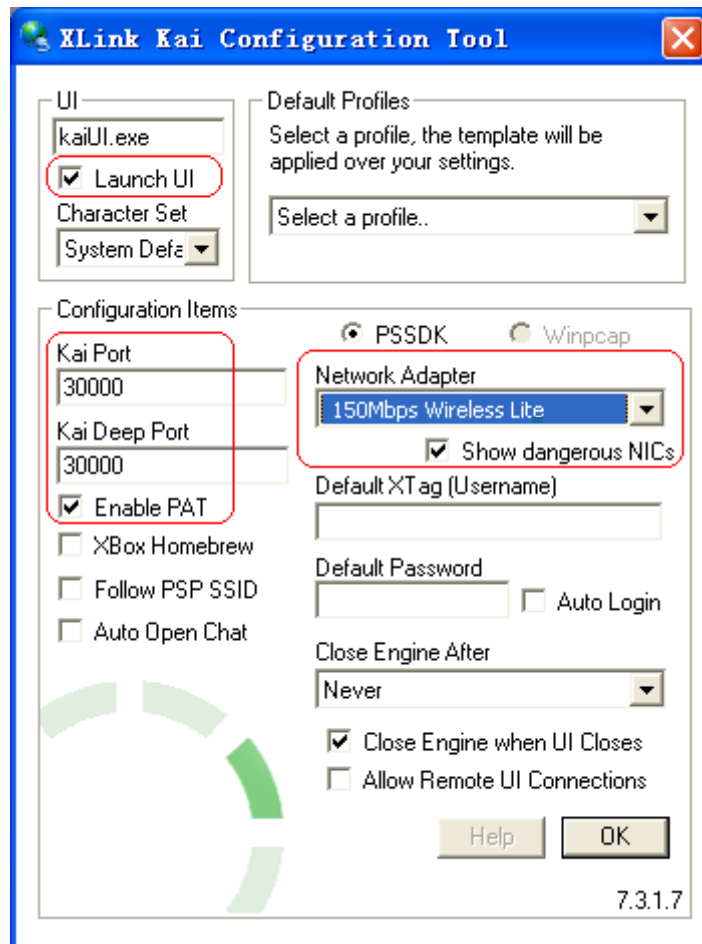 XLink Kai Configuration Tool
UI
kaiUI.exe
Launch UI
Character Set
System Defa
Default Profiles
Select a profile, the template will be
applied over your settings.
Select a profile..
Configuration Items
Kai Port
30000
Kai Deep Port
30000
Enable PAT
XBox Homebrew
Follow PSP SSID
Auto Open Chat
PSSDK
Winpcap
Network Adapter
150Mbps Wireless Lite
Show dangerous NICs
Default XTag (Username)
Default Password
Auto Login
Close Engine After
Never
Close Engine when UI Closes
Allow Remote UI Connections
Help
OK
7.3.1.7